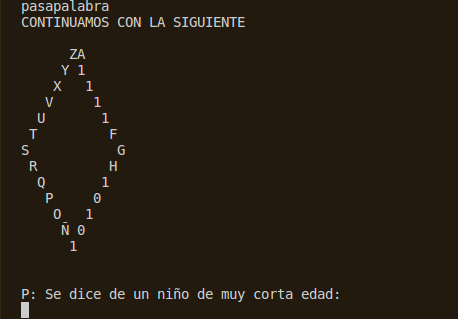 pasapalabra
CONTINUAMOS CON LA SIGUIENTE
ZA
Y 1
X 1
V 1
U 1
T F
S G
R H
Q 1
P 0
O 1
Ñ 0
1
P: Se dice de un niño de muy corta edad: